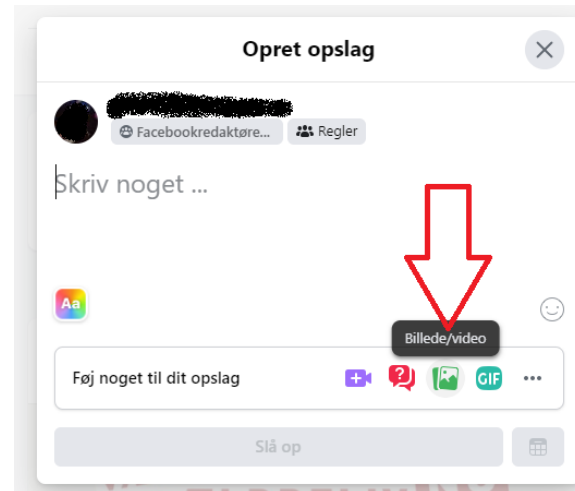 Opret opslag
Facebookredaktøre... Regler
Skriv noget ...
Aa
Billede/video
Føj noget til dit opslag GIF
Slå op